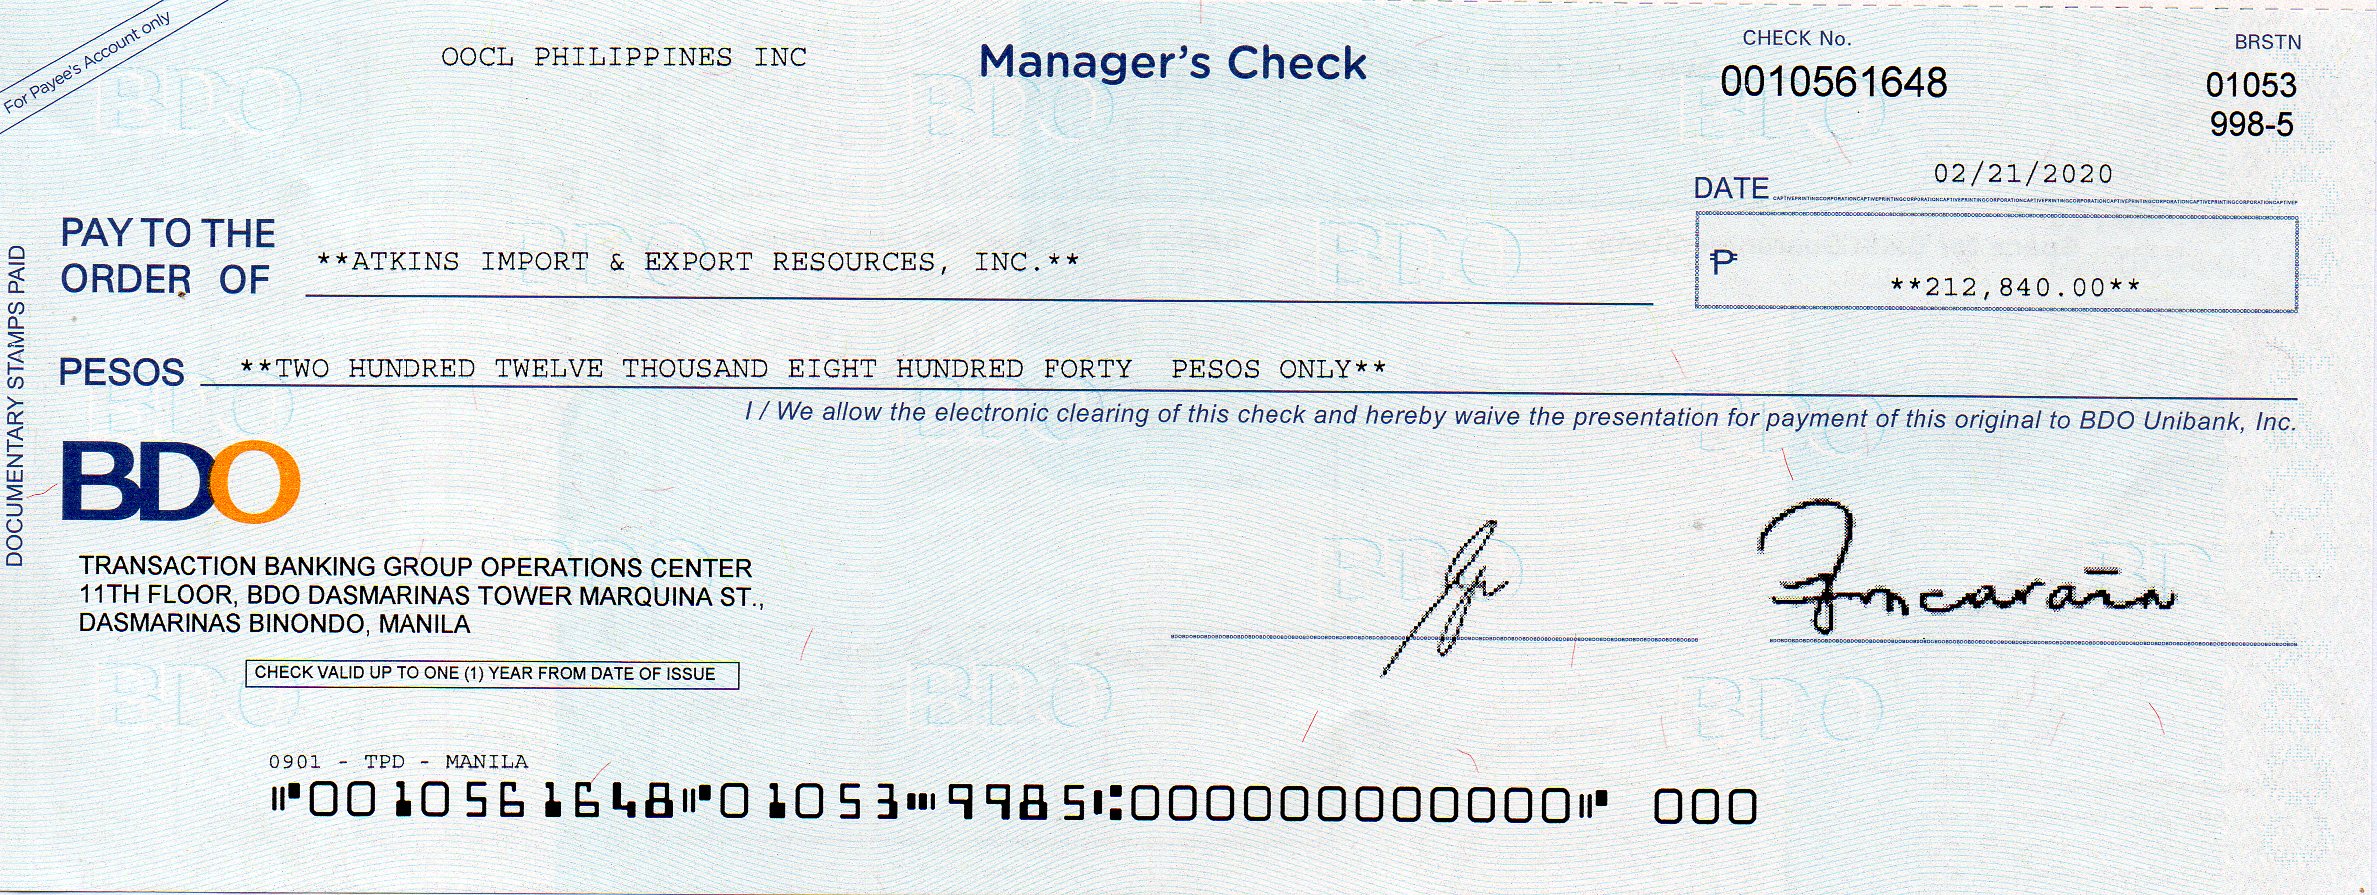 For Payee's Account only
OOCL PHILIPPINES INC
Manager's Check
CHECK No.
0010561648
BRSTN
01053
998-5
DATE 02/21/2020
PAY TO THE
ORDER OF **ATKINS IMPORT & EXPORT RESOURCES, INC.**
₱ **212,840.00**
PESOS **TWO HUNDRED TWELVE THOUSAND EIGHT HUNDRED FORTY PESOS ONLY**
I / We allow the electronic clearing of this check and hereby waive the presentation for payment of this original to BDO Unibank, Inc.
DOCUMENTARY STAMPS PAID
BDO
TRANSACTION BANKING GROUP OPERATIONS CENTER
11TH FLOOR, BDO DASMARINAS TOWER MARQUINA ST.,
DASMARINAS BINONDO, MANILA
CHECK VALID UP TO ONE (1) YEAR FROM DATE OF ISSUE
0901 - TPD - MANILA
⑈0010561648⑈01053⑉9985⑆000000000000⑈ 000